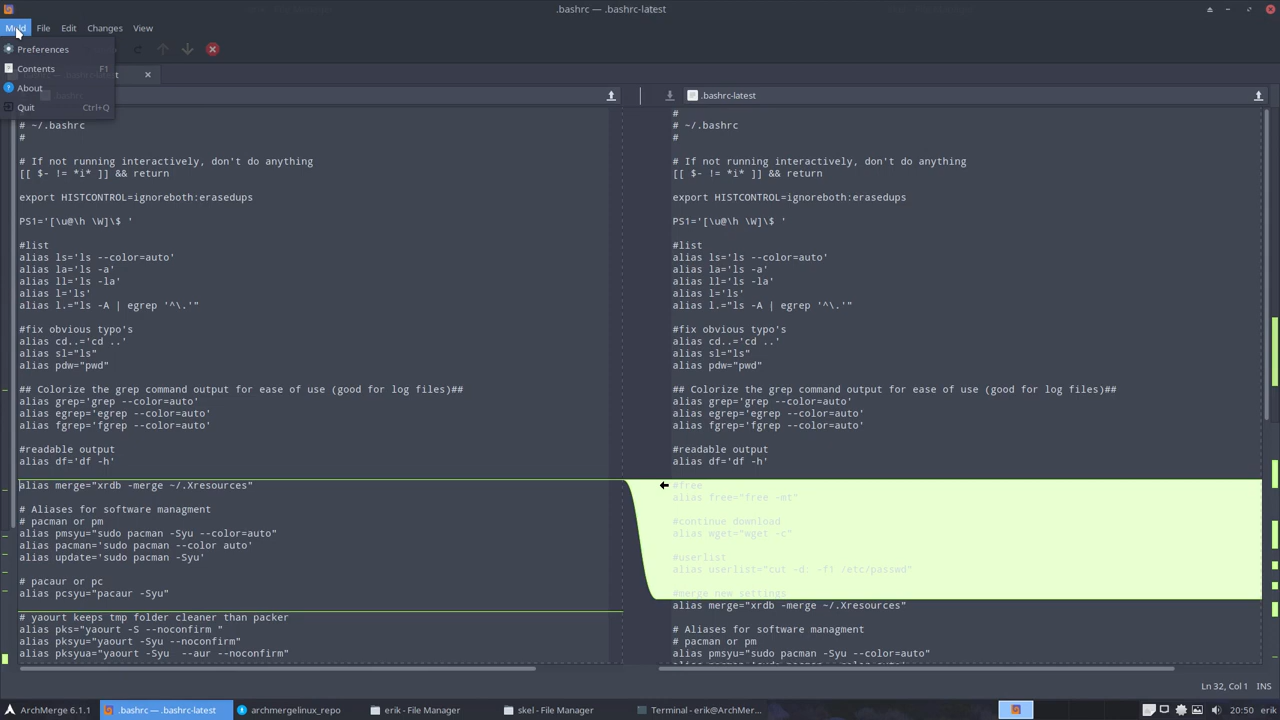 .bashrc — .bashrc-latest
Meld File Edit Changes View
Preferences
Contents F1
About
Quit Ctrl+Q
.bashrc-latest
# ~/.bashrc
#
# If not running interactively, don't do anything
[[ $- != *i* ]] && return
export HISTCONTROL=ignoreboth:erasedups
PS1='[\u@\h \W]\$ '
#list
alias ls='ls --color=auto'
alias la='ls -a'
alias ll='ls -la'
alias l='ls'
alias l.="ls -A | egrep '^\.'"
#fix obvious typo's
alias cd..='cd ..'
alias sl="ls"
alias pdw="pwd"
## Colorize the grep command output for ease of use (good for log files)##
alias grep='grep --color=auto'
alias egrep='egrep --color=auto'
alias fgrep='fgrep --color=auto'
#readable output
alias df='df -h'
alias merge="xrdb -merge ~/.Xresources"
# Aliases for software managment
# pacman or pm
alias pmsyu="sudo pacman -Syu --color=auto"
alias pacman='sudo pacman --color auto'
alias update='sudo pacman -Syu'
# pacaur or pc
alias pcsyu="pacaur -Syu"
# yaourt keeps tmp folder cleaner than packer
alias pks="yaourt -S --noconfirm "
alias pksyu="yaourt -Syu --noconfirm"
alias pksyua="yaourt -Syu  --aur --noconfirm"
#
# ~/.bashrc
#
# If not running interactively, don't do anything
[[ $- != *i* ]] && return
export HISTCONTROL=ignoreboth:erasedups
PS1='[\u@\h \W]\$ '
#list
alias ls='ls --color=auto'
alias la='ls -a'
alias ll='ls -la'
alias l='ls'
alias l.="ls -A | egrep '^\.'"
#fix obvious typo's
alias cd..='cd ..'
alias sl="ls"
alias pdw="pwd"
## Colorize the grep command output for ease of use (good for log files)##
alias grep='grep --color=auto'
alias egrep='egrep --color=auto'
alias fgrep='fgrep --color=auto'
#readable output
alias df='df -h'
#free
alias free="free -mt"
#continue download
alias wget="wget -c"
#userlist
alias userlist="cut -d: -f1 /etc/passwd"
#merge new settings
alias merge="xrdb -merge ~/.Xresources"
# Aliases for software managment
# pacman or pm
alias pmsyu="sudo pacman -Syu --color=auto"
Ln 32, Col 1 INS
ArchMerge 6.1.1 .bashrc — .bashrc-latest archmergelinux_repo erik - File Manager skel - File Manager Terminal - erik@ArchMer... 20:50 erik